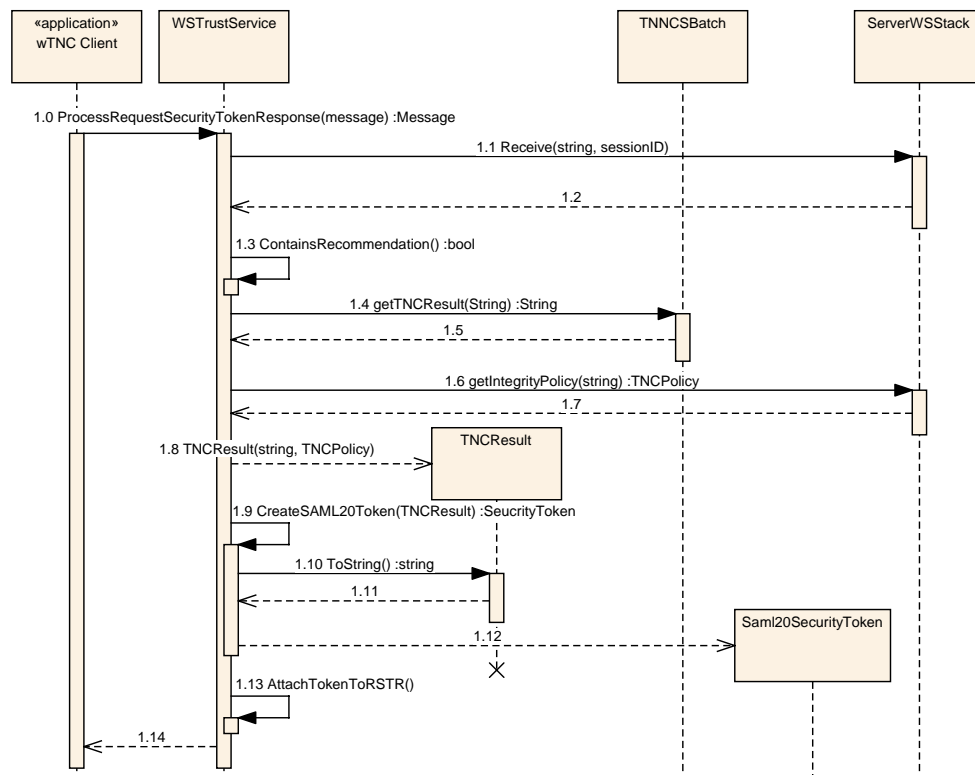 «application»
wTNC Client
WSTrustService
TNNCSBatch
ServerWSStack
1.0 ProcessRequestSecurityTokenResponse(message) :Message
1.1 Receive(string, sessionID)
1.2
1.3 ContainsRecommendation() :bool
1.4 getTNCResult(String) :String
1.5
1.6 getIntegrityPolicy(string) :TNCPolicy
1.7
TNCResult
1.8 TNCResult(string, TNCPolicy)
1.9 CreateSAML20Token(TNCResult) :SeucrityToken
1.10 ToString() :string
1.11
Saml20SecurityToken
1.12
1.13 AttachTokenToRSTR()
1.14